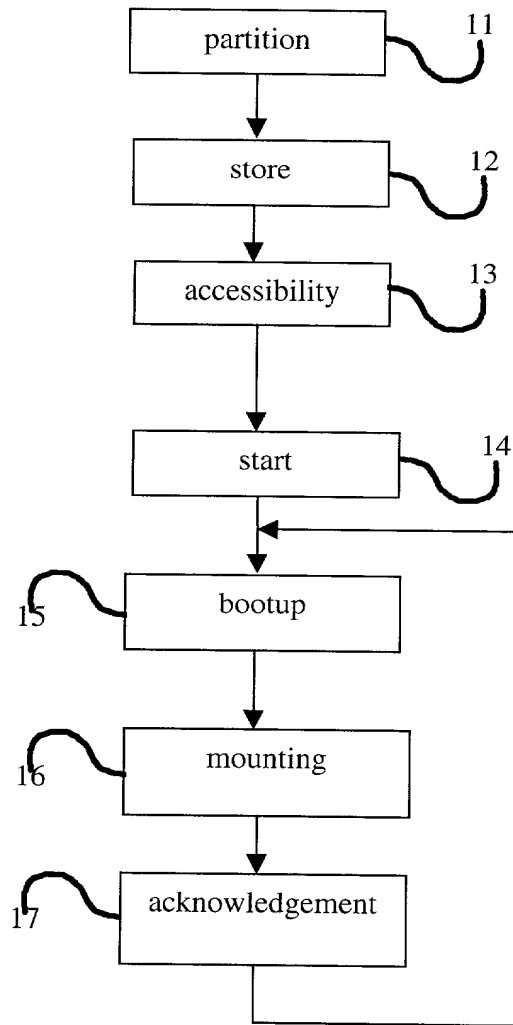 partition
11
store
12
accessibility
13
start
14
bootup
15
mounting
16
acknowledgement
17